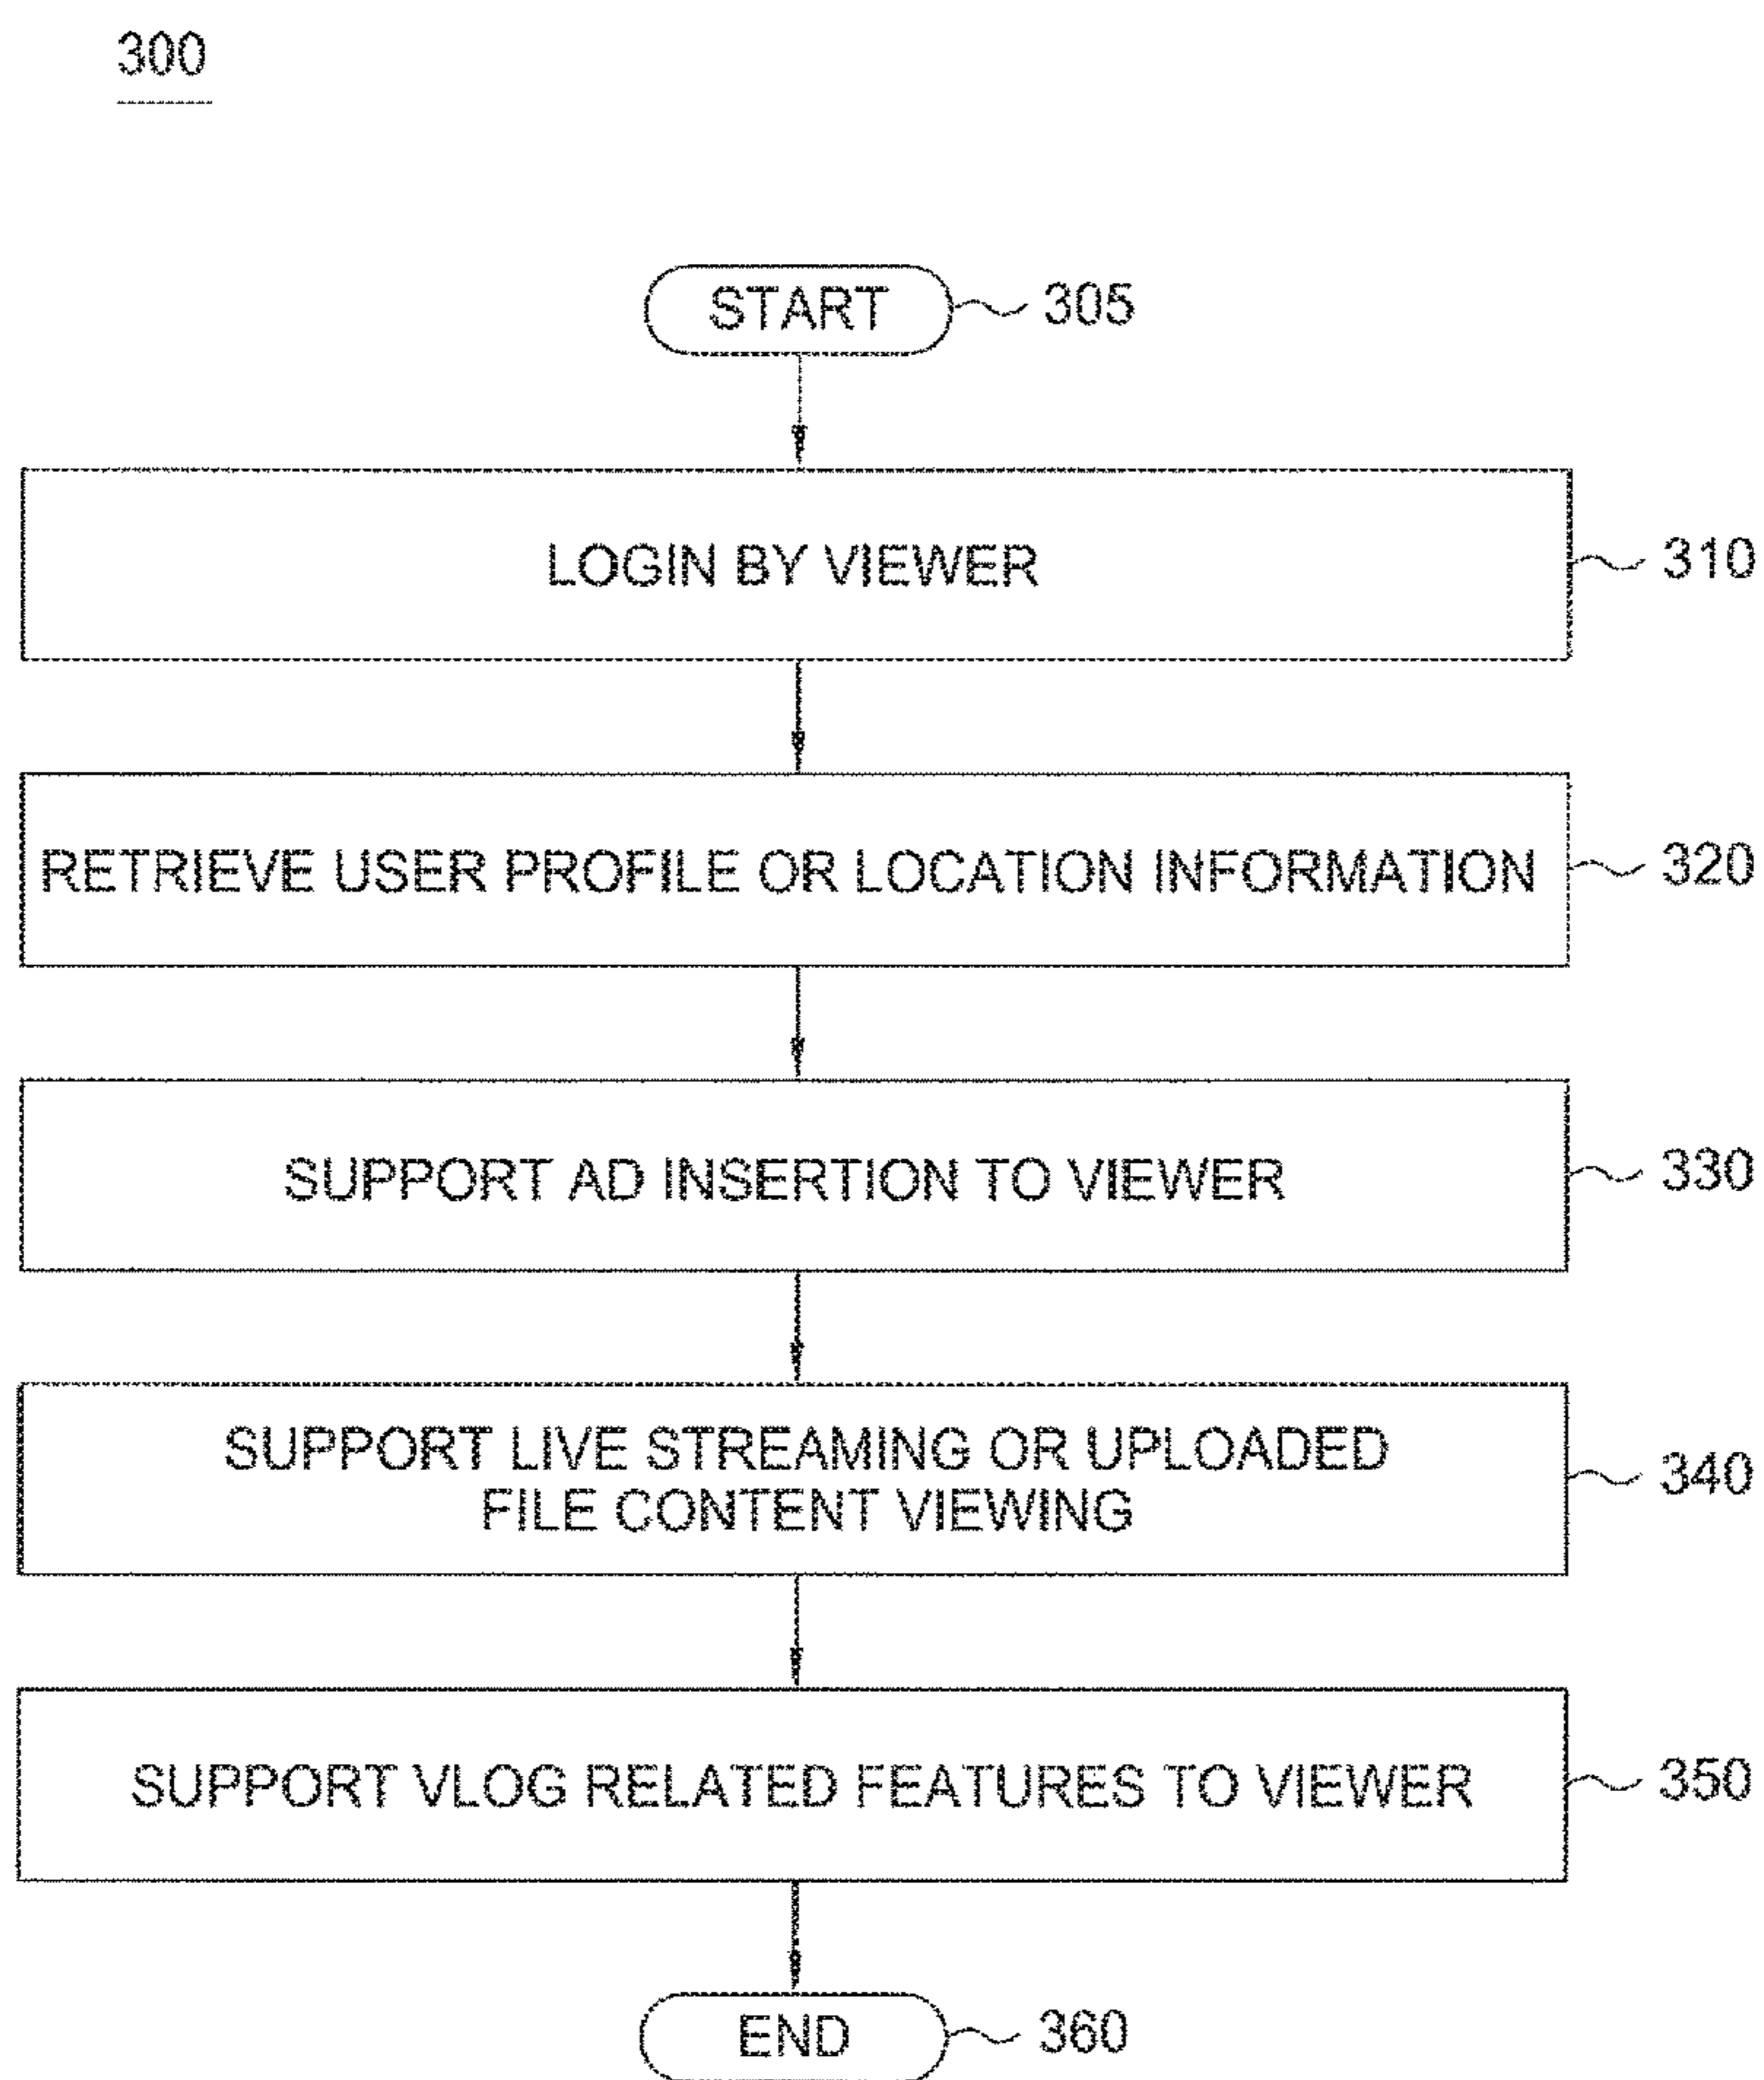 300
START 305
LOGIN BY VIEWER 310
RETRIEVE USER PROFILE OR LOCATION INFORMATION 320
SUPPORT AD INSERTION TO VIEWER 330
SUPPORT LIVE STREAMING OR UPLOADED
FILE CONTENT VIEWING 340
SUPPORT VLOG RELATED FEATURES TO VIEWER 350
END 360